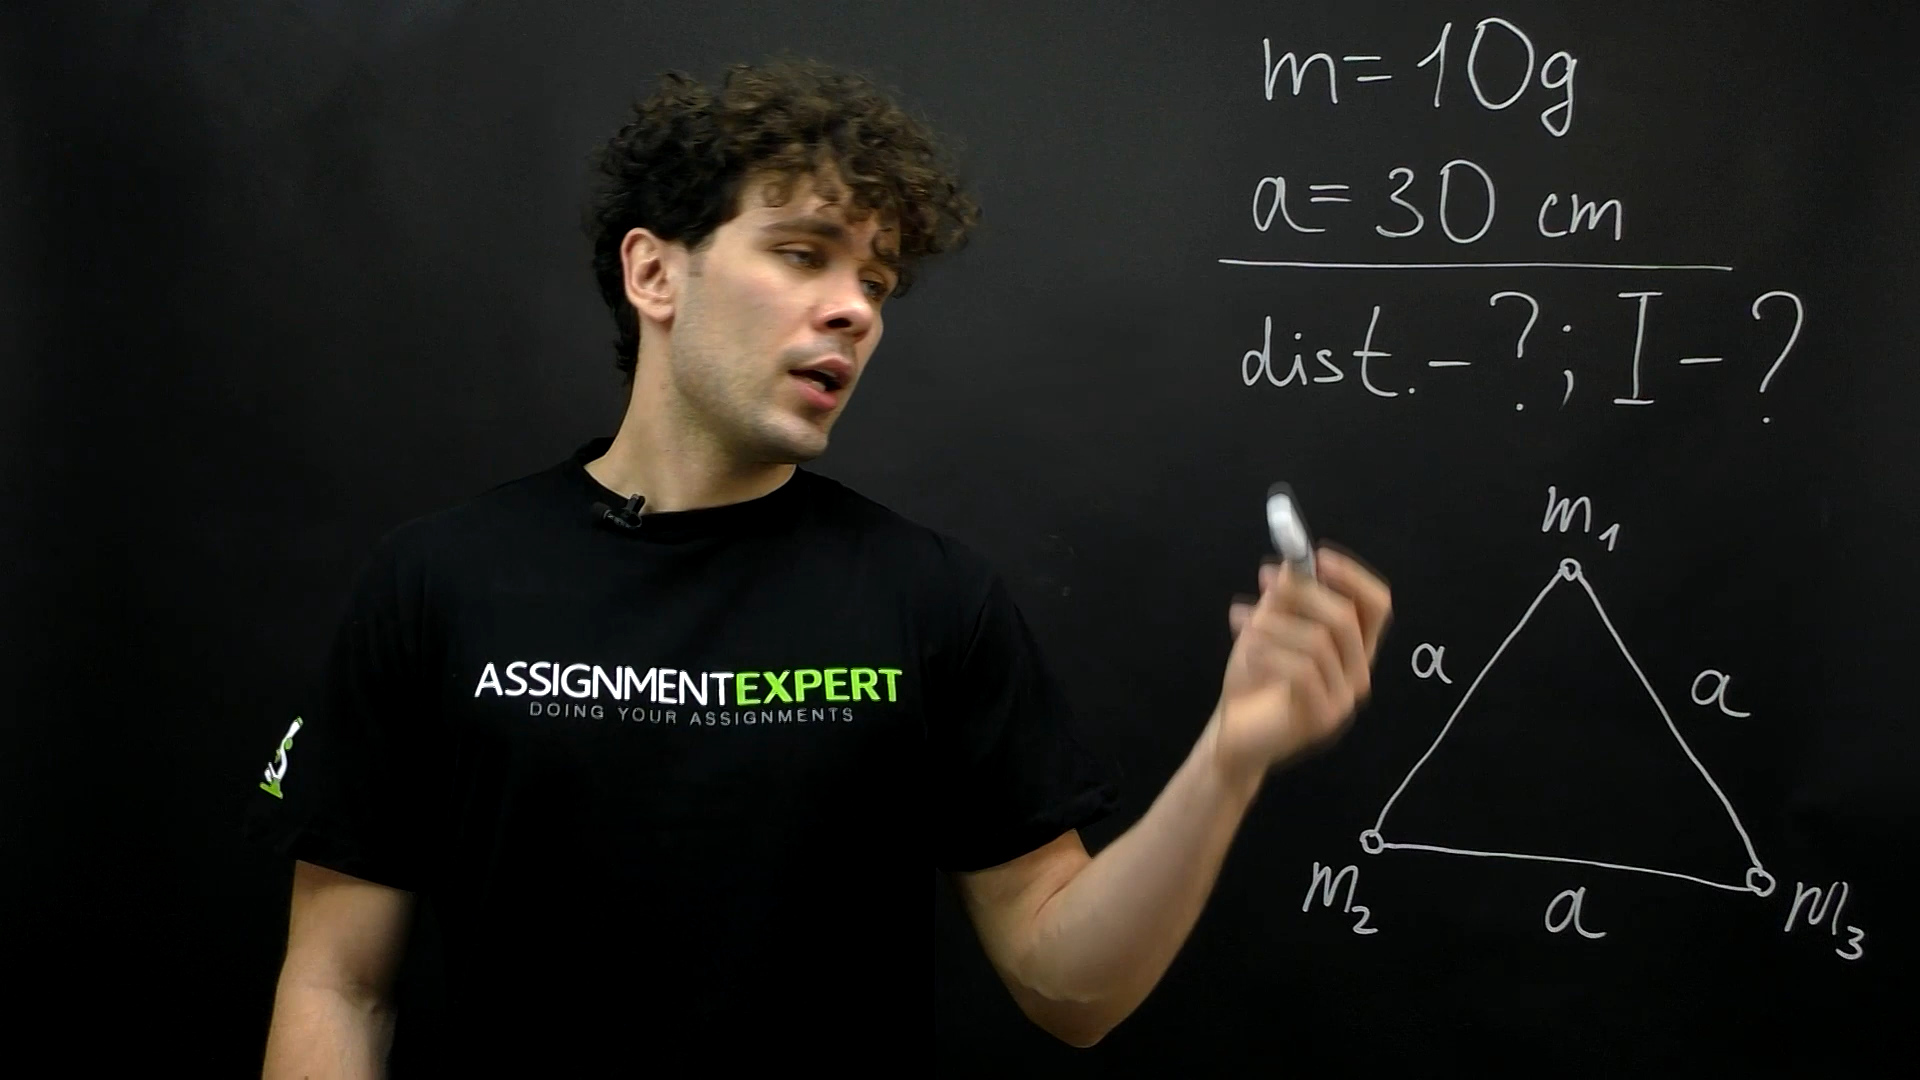 m=10g
a=30 cm
dist.-?; I-?
m1
a
a
m2
a
m3
ASSIGNMENTEXPERT
DOING YOUR ASSIGNMENTS